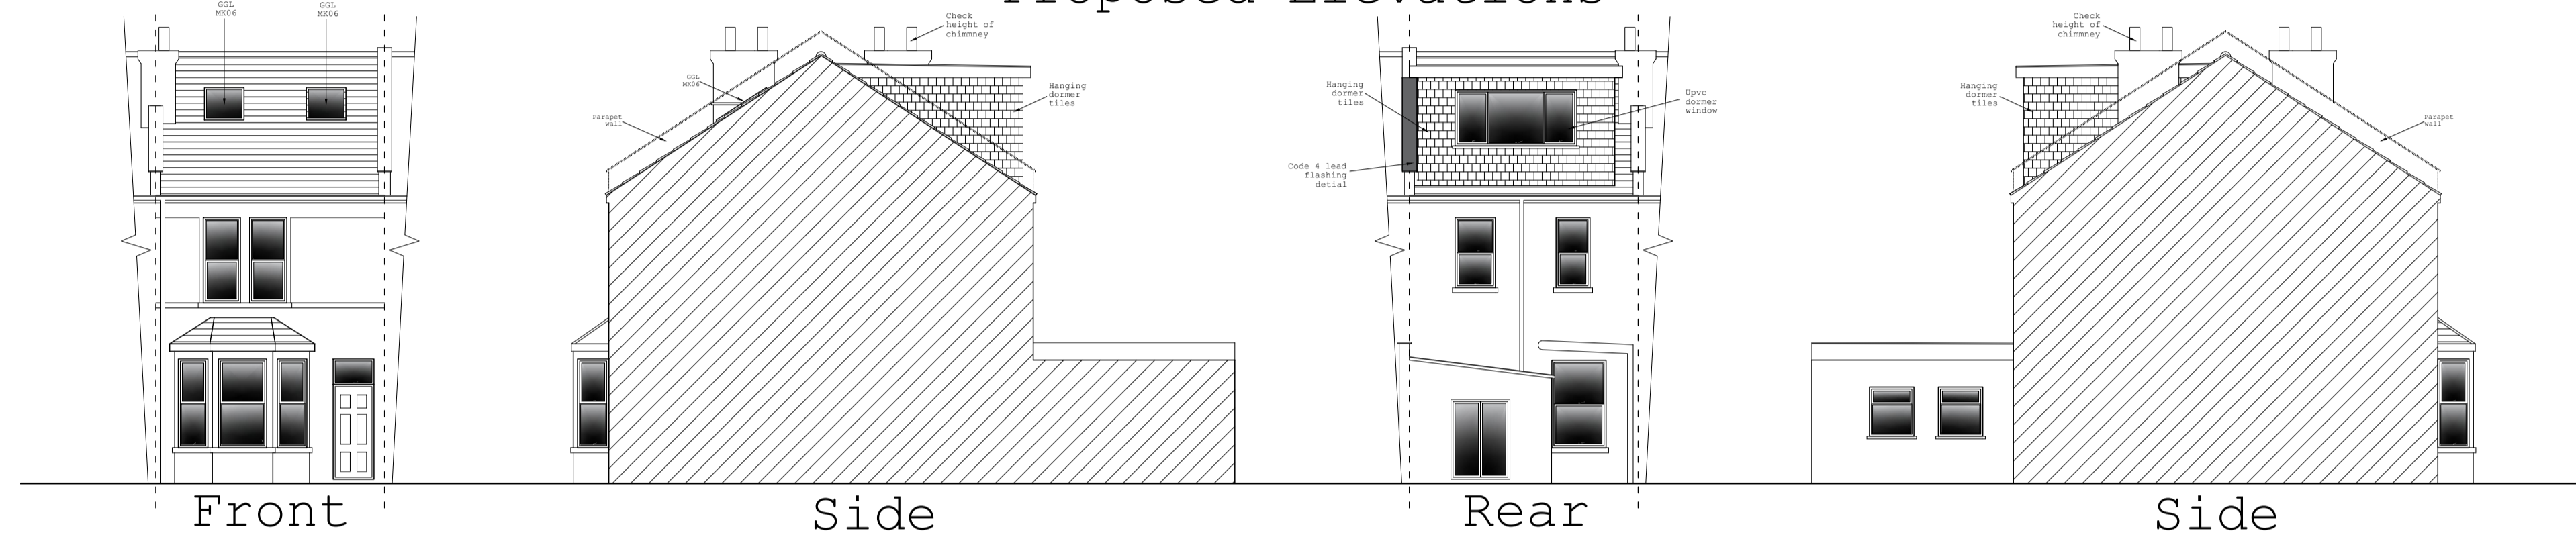 Proposed Elevations
GGL
MK06
GGL
MK06
Check
height of
chimmney
GGL
MK06
Parapet
wall
Hanging
dormer
tiles
Hanging
dormer
tiles
Upvc
dormer
window
Code 4 lead
flashing
detial
Check
height of
chimmney
Hanging
dormer
tiles
Parapet
wall
Front
Side
Rear
Side